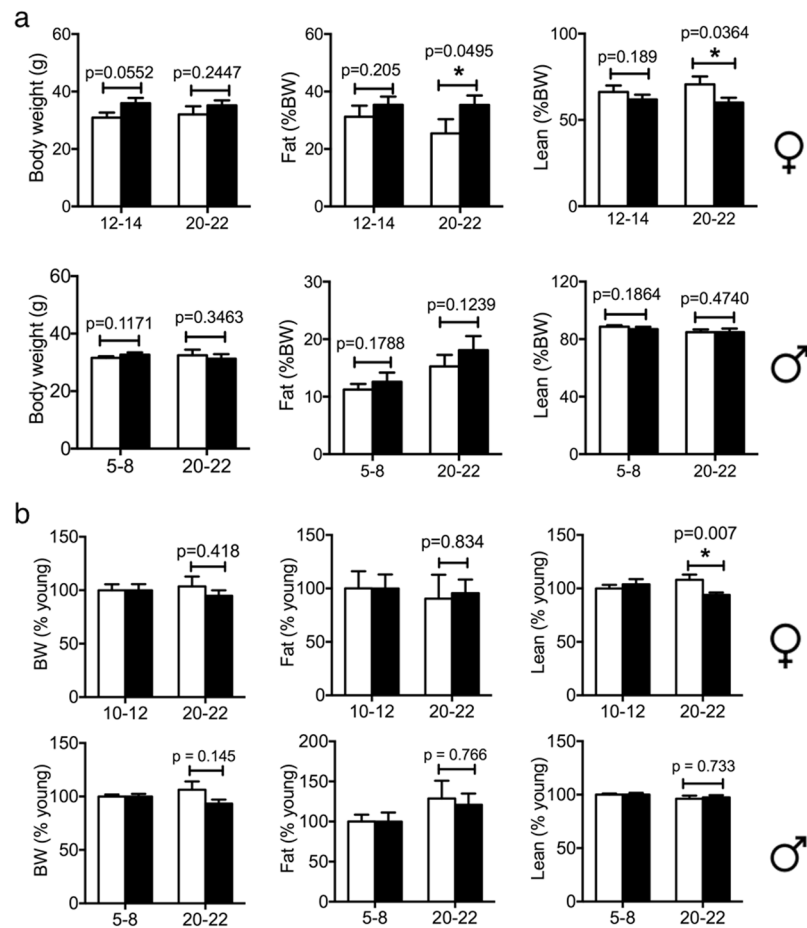 a
Body weight (g)
60
40
20
0
p=0.0552
p=0.2447
12-14
20-22
Fat (%BW)
60
40
20
0
p=0.205
p=0.0495
*
12-14
20-22
Lean (%BW)
100
50
0
p=0.189
p=0.0364
*
12-14
20-22
♀
Body weight (g)
60
40
20
0
p=0.1171
p=0.3463
5-8
20-22
Fat (%BW)
30
20
10
0
p=0.1788
p=0.1239
5-8
20-22
Lean (%BW)
120
80
40
0
p=0.1864
p=0.4740
5-8
20-22
♂
b
BW (% young)
150
100
50
0
p=0.418
10-12
20-22
Fat (% young)
150
100
50
0
p=0.834
10-12
20-22
Lean (% young)
150
100
50
0
p=0.007
*
10-12
20-22
♀
BW (% young)
150
100
50
0
p = 0.145
5-8
20-22
Fat (% young)
200
150
100
50
0
p = 0.766
5-8
20-22
Lean (% young)
150
100
50
0
p = 0.733
5-8
20-22
♂